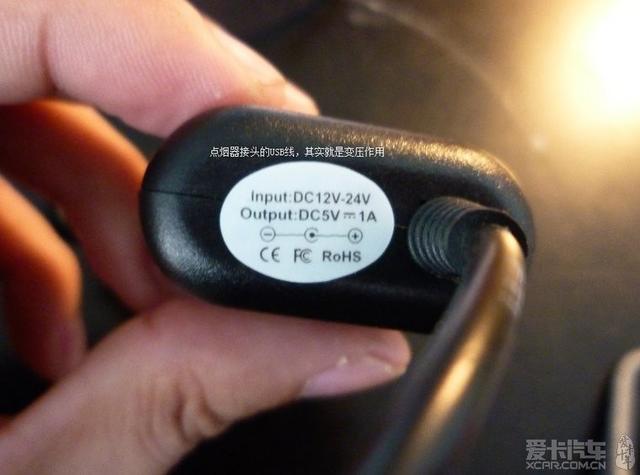 点烟器接头的USB线，其实就是变压作用
Input:DC12V-24V
Output:DC5V⎓1A
CE FC RoHS
爱卡汽车
XCAR.COM.CN